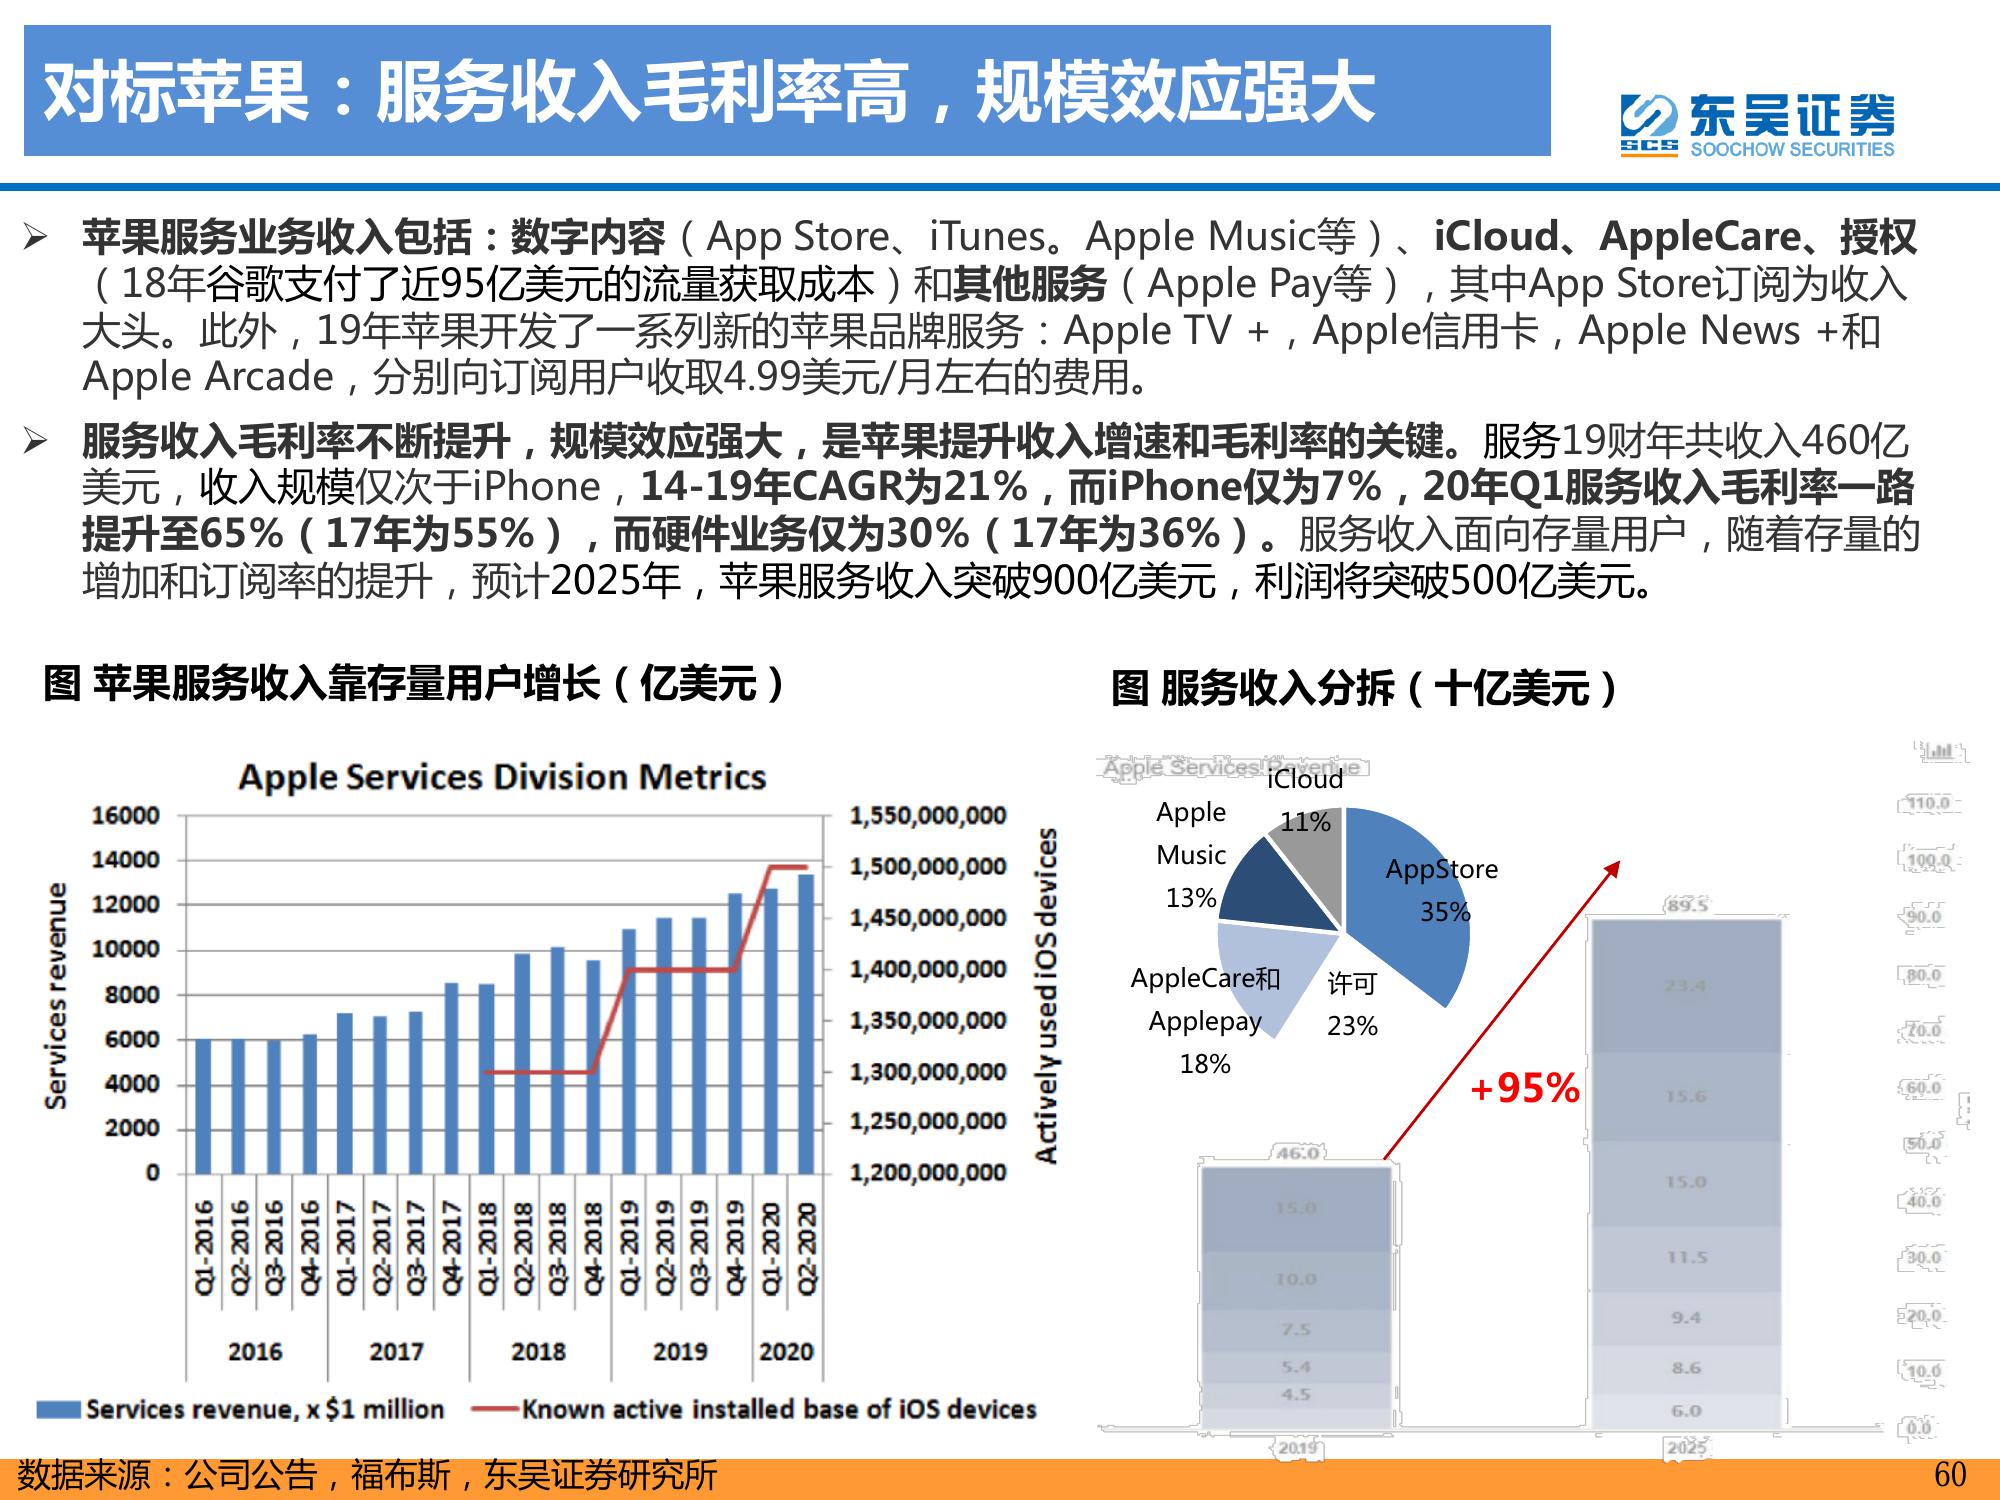 对标苹果：服务收入毛利率高，规模效应强大
东吴证券
SCS
SOOCHOW SECURITIES
➢ 苹果服务业务收入包括：数字内容（App Store、iTunes。Apple Music等）、iCloud、AppleCare、授权
（18年谷歌支付了近95亿美元的流量获取成本）和其他服务（Apple Pay等），其中App Store订阅为收入
大头。此外，19年苹果开发了一系列新的苹果品牌服务：Apple TV +，Apple信用卡，Apple News +和
Apple Arcade，分别向订阅用户收取4.99美元/月左右的费用。
➢ 服务收入毛利率不断提升，规模效应强大，是苹果提升收入增速和毛利率的关键。服务19财年共收入460亿
美元，收入规模仅次于iPhone，14-19年CAGR为21%，而iPhone仅为7%，20年Q1服务收入毛利率一路
提升至65%（17年为55%），而硬件业务仅为30%（17年为36%）。服务收入面向存量用户，随着存量的
增加和订阅率的提升，预计2025年，苹果服务收入突破900亿美元，利润将突破500亿美元。
图 苹果服务收入靠存量用户增长（亿美元）
Apple Services Division Metrics
Services revenue
16000
14000
12000
10000
8000
6000
4000
2000
0
1,550,000,000
1,500,000,000
1,450,000,000
1,400,000,000
1,350,000,000
1,300,000,000
1,250,000,000
1,200,000,000
Actively used iOS devices
Q1-2016
Q2-2016
Q3-2016
Q4-2016
Q1-2017
Q2-2017
Q3-2017
Q4-2017
Q1-2018
Q2-2018
Q3-2018
Q4-2018
Q1-2019
Q2-2019
Q3-2019
Q4-2019
Q1-2020
Q2-2020
2016
2017
2018
2019
2020
Services revenue, x $1 million
Known active installed base of iOS devices
图 服务收入分拆（十亿美元）
Apple Services Revenue
iCloud
11%
Apple
Music
13%
AppStore
35%
AppleCare和
Applepay
18%
许可
23%
+95%
46.0
15.0
10.0
7.5
5.4
4.5
2019
89.5
23.4
15.6
15.0
11.5
9.4
8.6
6.0
2025
110.0
100.0
90.0
80.0
70.0
60.0
50.0
40.0
30.0
20.0
10.0
0.0
数据来源：公司公告，福布斯，东吴证券研究所
60